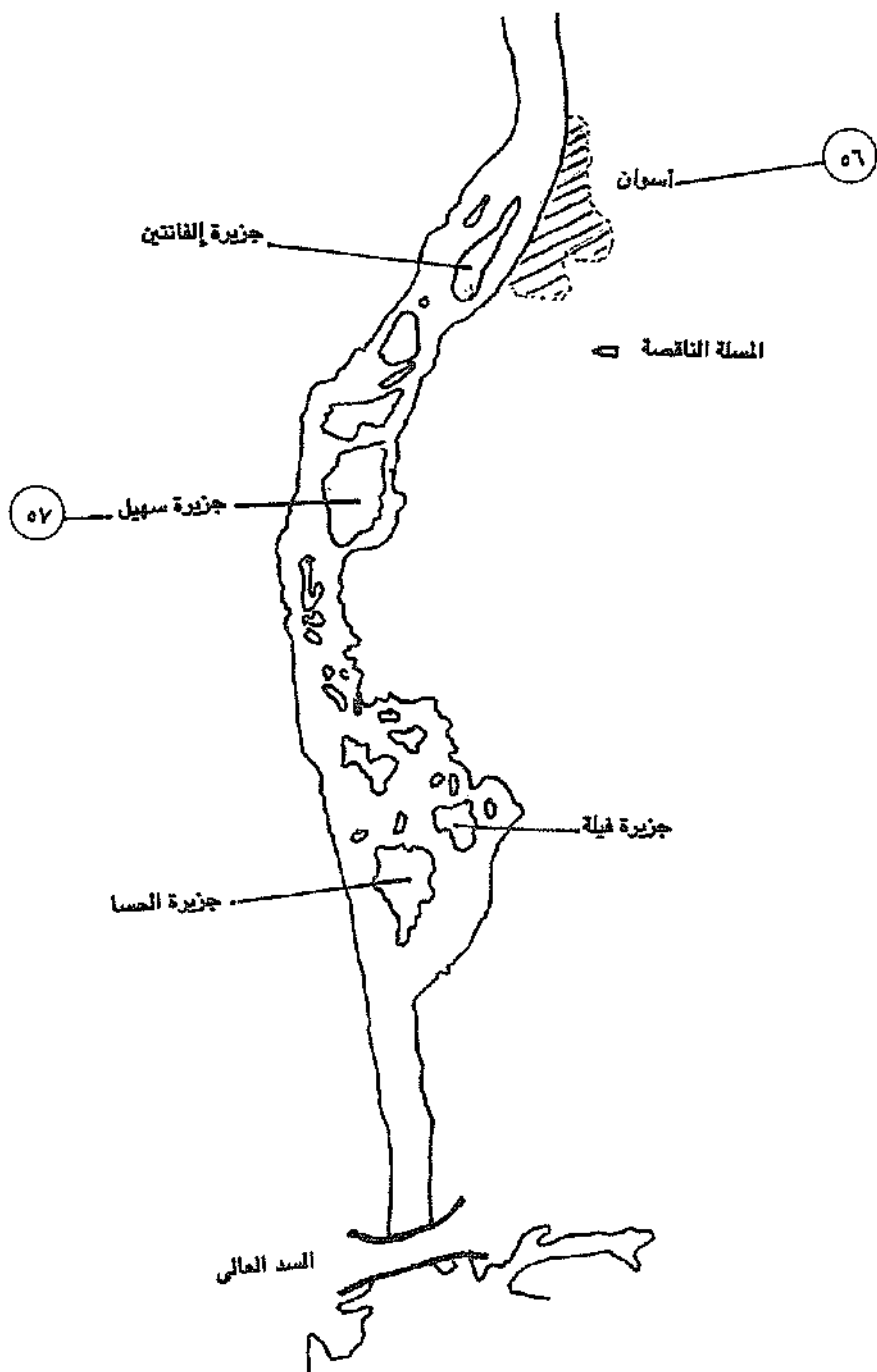 ٥٦
أسوان
جزيرة إلفانتين
المسلة الناقصة
جزيرة سهيل
٥٧
جزيرة فيلة
جزيرة الحسا
السد العالى